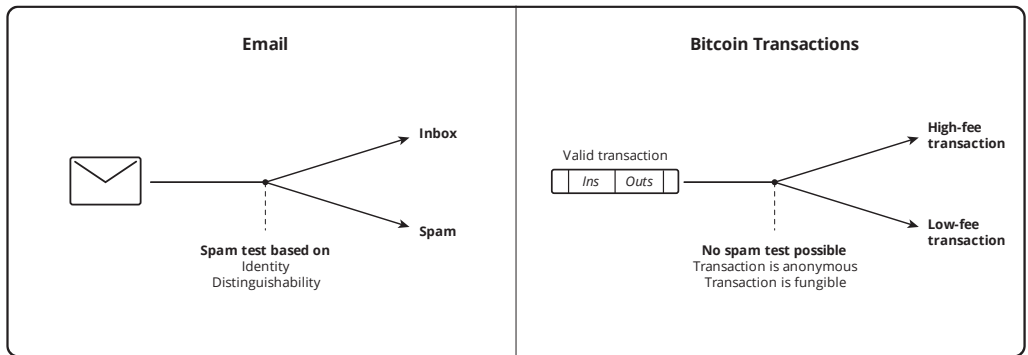 Email
Inbox
Spam
Spam test based on
Identity
Distinguishability
Bitcoin Transactions
Valid transaction
Ins
Outs
High-fee
transaction
Low-fee
transaction
No spam test possible
Transaction is anonymous
Transaction is fungible